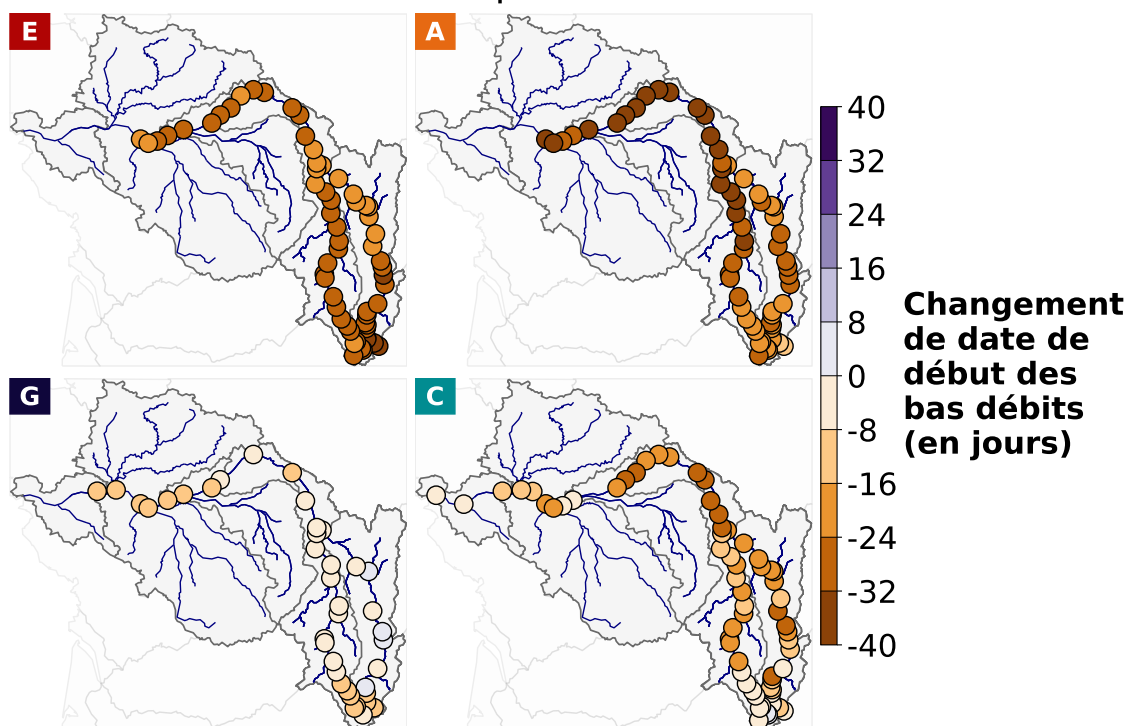 E
A
G
C
40
32
24
16
8
0
-8
-16
-24
-32
-40
Changement
de date de
début des
bas débits
(en jours)